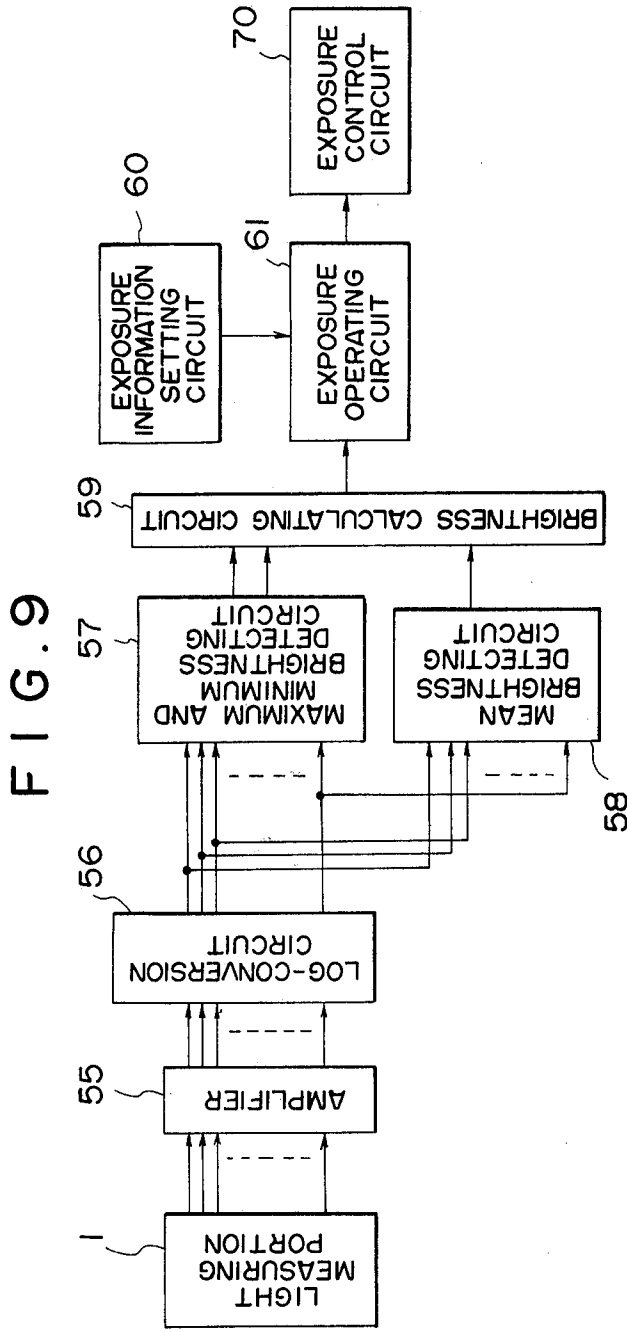 FIG.9
1
LIGHT
MEASURING
PORTION
55
AMPLIFIER
56
LOG-CONVERSION
CIRCUIT
57
MAXIMUM AND
MINIMUM
BRIGHTNESS
DETECTING
CIRCUIT
58
MEAN
BRIGHTNESS
DETECTING
CIRCUIT
59
BRIGHTNESS CALCULATING CIRCUIT
60
EXPOSURE
INFORMATION
SETTING
CIRCUIT
61
EXPOSURE
OPERATING
CIRCUIT
70
EXPOSURE
CONTROL
CIRCUIT